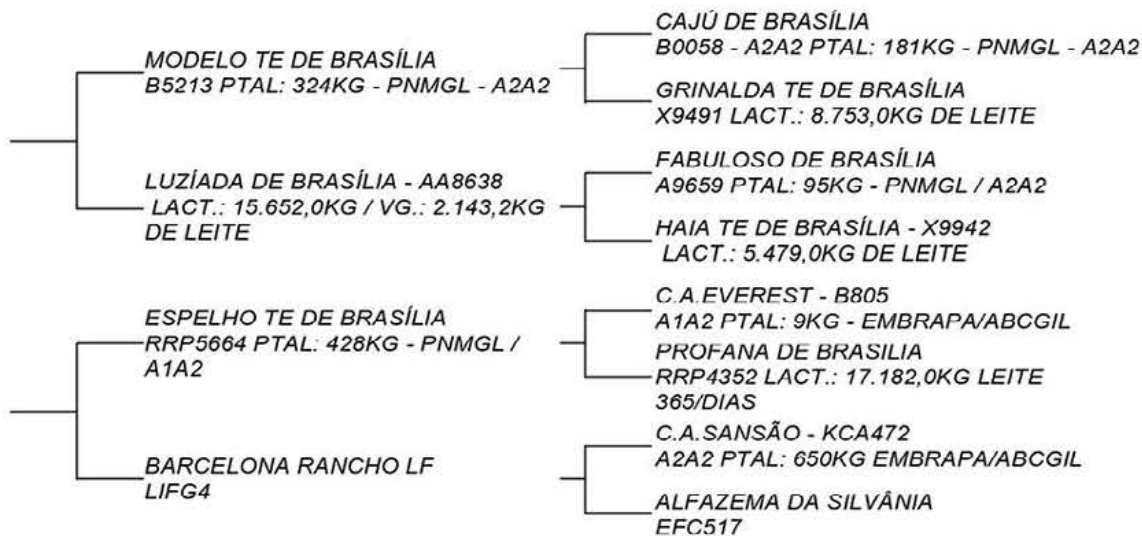 MODELO TE DE BRASÍLIA
B5213 PTAL: 324KG - PNMGL - A2A2
LUZÍADA DE BRASÍLIA - AA8638
LACT.: 15.652,0KG / VG.: 2.143,2KG
DE LEITE
ESPELHO TE DE BRASÍLIA
RRP5664 PTAL: 428KG - PNMGL /
A1A2
BARCELONA RANCHO LF
LIFG4
CAJÚ DE BRASÍLIA
B0058 - A2A2 PTAL: 181KG - PNMGL - A2A2
GRINALDA TE DE BRASÍLIA
X9491 LACT.: 8.753,0KG DE LEITE
FABULOSO DE BRASÍLIA
A9659 PTAL: 95KG - PNMGL / A2A2
HAIA TE DE BRASÍLIA - X9942
LACT.: 5.479,0KG DE LEITE
C.A.EVEREST - B805
A1A2 PTAL: 9KG - EMBRAPA/ABCGIL
PROFANA DE BRASILIA
RRP4352 LACT.: 17.182,0KG LEITE
365/DIAS
C.A.SANSÃO - KCA472
A2A2 PTAL: 650KG EMBRAPA/ABCGIL
ALFAZEMA DA SILVÂNIA
EFC517